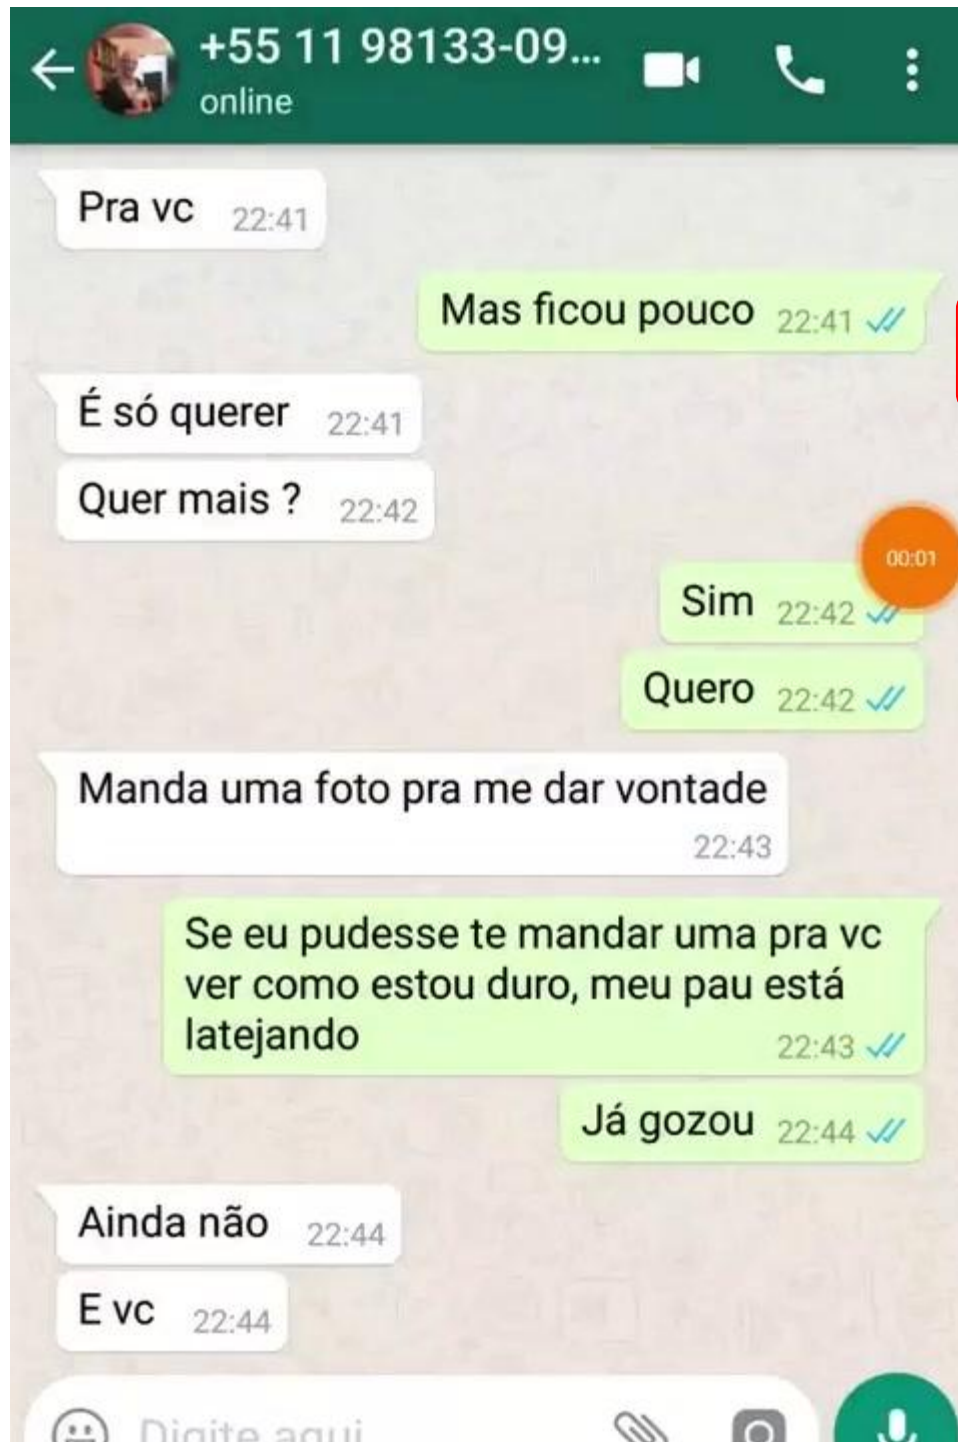 +55 11 98133-09...
online
Pra vc 22:41
Mas ficou pouco 22:41
É só querer 22:41
Quer mais ? 22:42
00:01
Sim 22:42
Quero 22:42
Manda uma foto pra me dar vontade
22:43
Se eu pudesse te mandar uma pra vc
ver como estou duro, meu pau está
latejando 22:43
Já gozou 22:44
Ainda não 22:44
E vc 22:44
Digite aqui